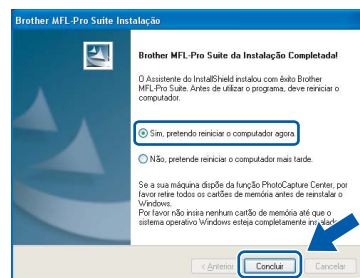 Brother MFL-Pro Suite Instalação
Brother MFL-Pro Suite da Instalação Completada!
O Assistente do InstallShield instalou com êxito Brother
MFL-Pro Suite. Antes de utilizar o programa, deve reiniciar o
computador.
Sim, pretendo reiniciar o computador agora.
Não, pretende reiniciar o computador mais tarde.
Se a sua máquina dispõe da função PhotoCapture Center, por
favor retire todos os cartões de memória antes de reinstalar o
Windows.
Por favor não insira nenhum cartão de memória até que o
sistema operativo Windows esteja completamente instalado.
< Anterior Concluir Cancelar